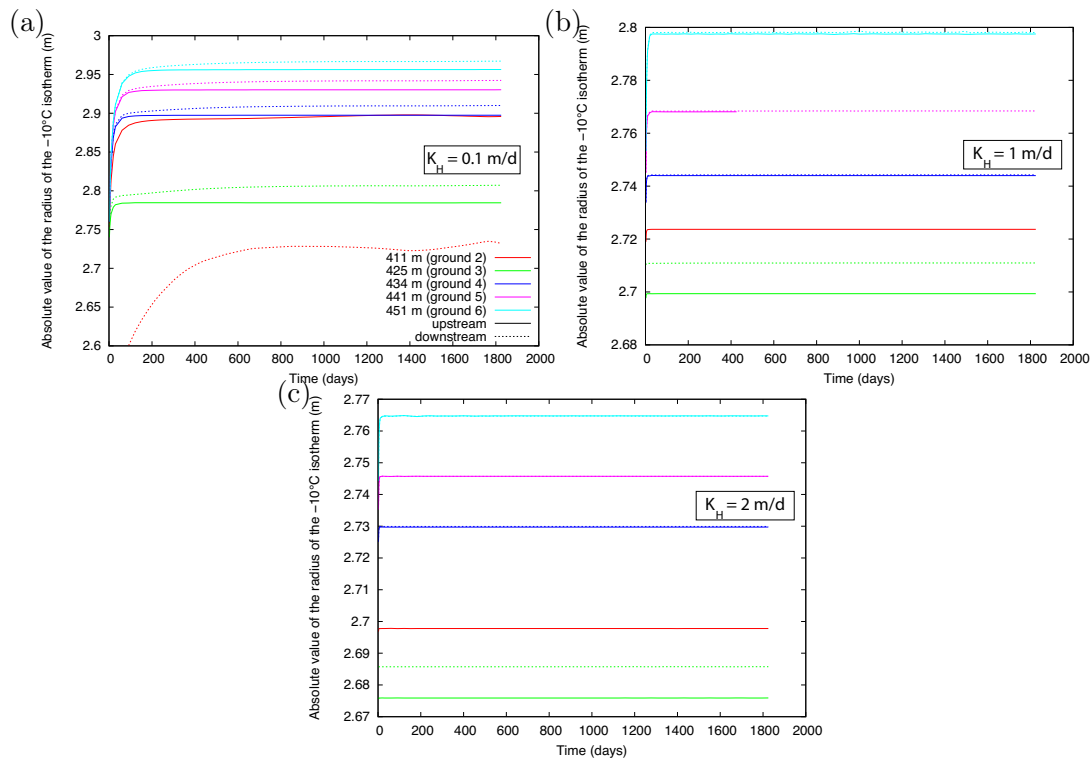 (a)
Absolute value of the radius of the −10°C isotherm (m)
3
2.95
2.9
2.85
2.8
2.75
2.7
2.65
2.6
K_H = 0.1 m/d
411 m (ground 2)
425 m (ground 3)
434 m (ground 4)
441 m (ground 5)
451 m (ground 6)
upstream
downstream
0 200 400 600 800 1000 1200 1400 1600 1800 2000
Time (days)
(b)
Absolute value of the radius of the −10°C isotherm (m)
2.8
2.78
2.76
2.74
2.72
2.7
2.68
K_H = 1 m/d
0 200 400 600 800 1000 1200 1400 1600 1800 2000
Time (days)
(c)
Absolute value of the radius of the −10°C isotherm (m)
2.77
2.76
2.75
2.74
2.73
2.72
2.71
2.7
2.69
2.68
2.67
K_H = 2 m/d
0 200 400 600 800 1000 1200 1400 1600 1800 2000
Time (days)